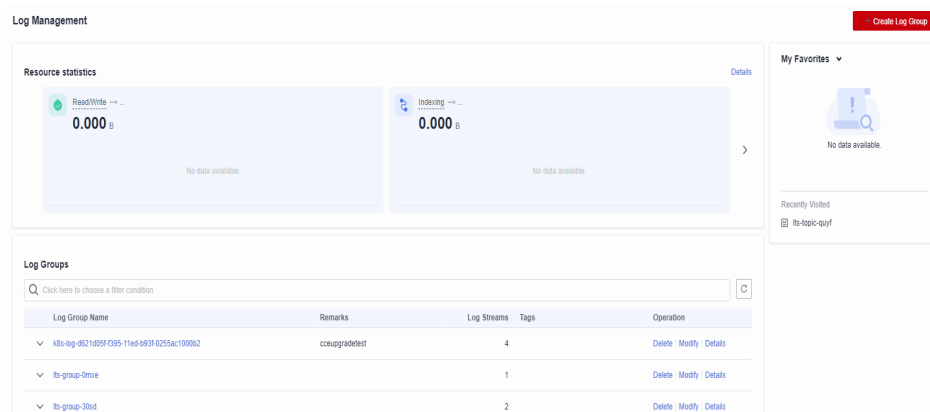 Log Management
+ Create Log Group
Resource statistics
Details
Read/Write → ...
0.000 B
No data available.
Indexing → ...
0.000 B
No data available.
My Favorites
No data available.
Recently Visited
lts-topic-quyf
Log Groups
Click here to choose a filter condition
Log Group Name Remarks Log Streams Tags Operation
k8s-log-d621d05f-f395-11ed-b93f-0255ac1000b2 cceupgradetest 4 Delete Modify Details
lts-group-0mxe 1 Delete Modify Details
lts-group-30sd 2 Delete Modify Details